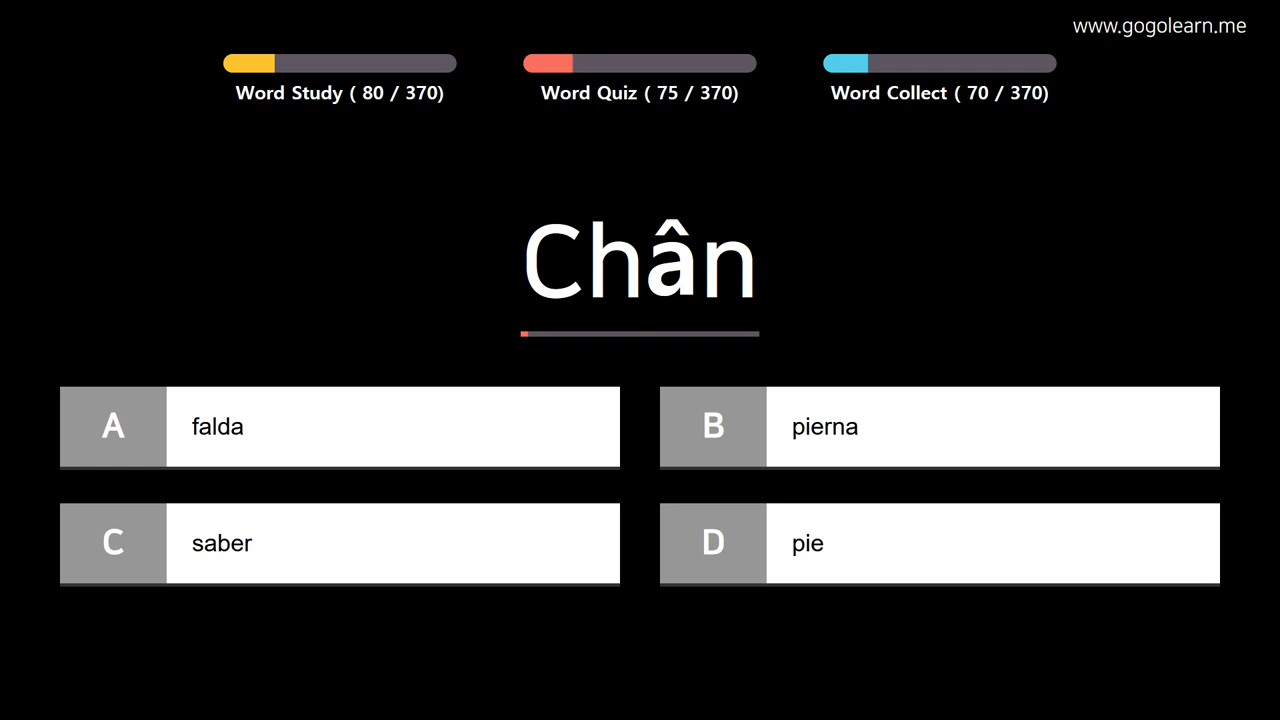 www.gogolearn.me
Word Study ( 80 / 370)
Word Quiz ( 75 / 370)
Word Collect ( 70 / 370)
Chân
A falda
B pierna
C saber
D pie